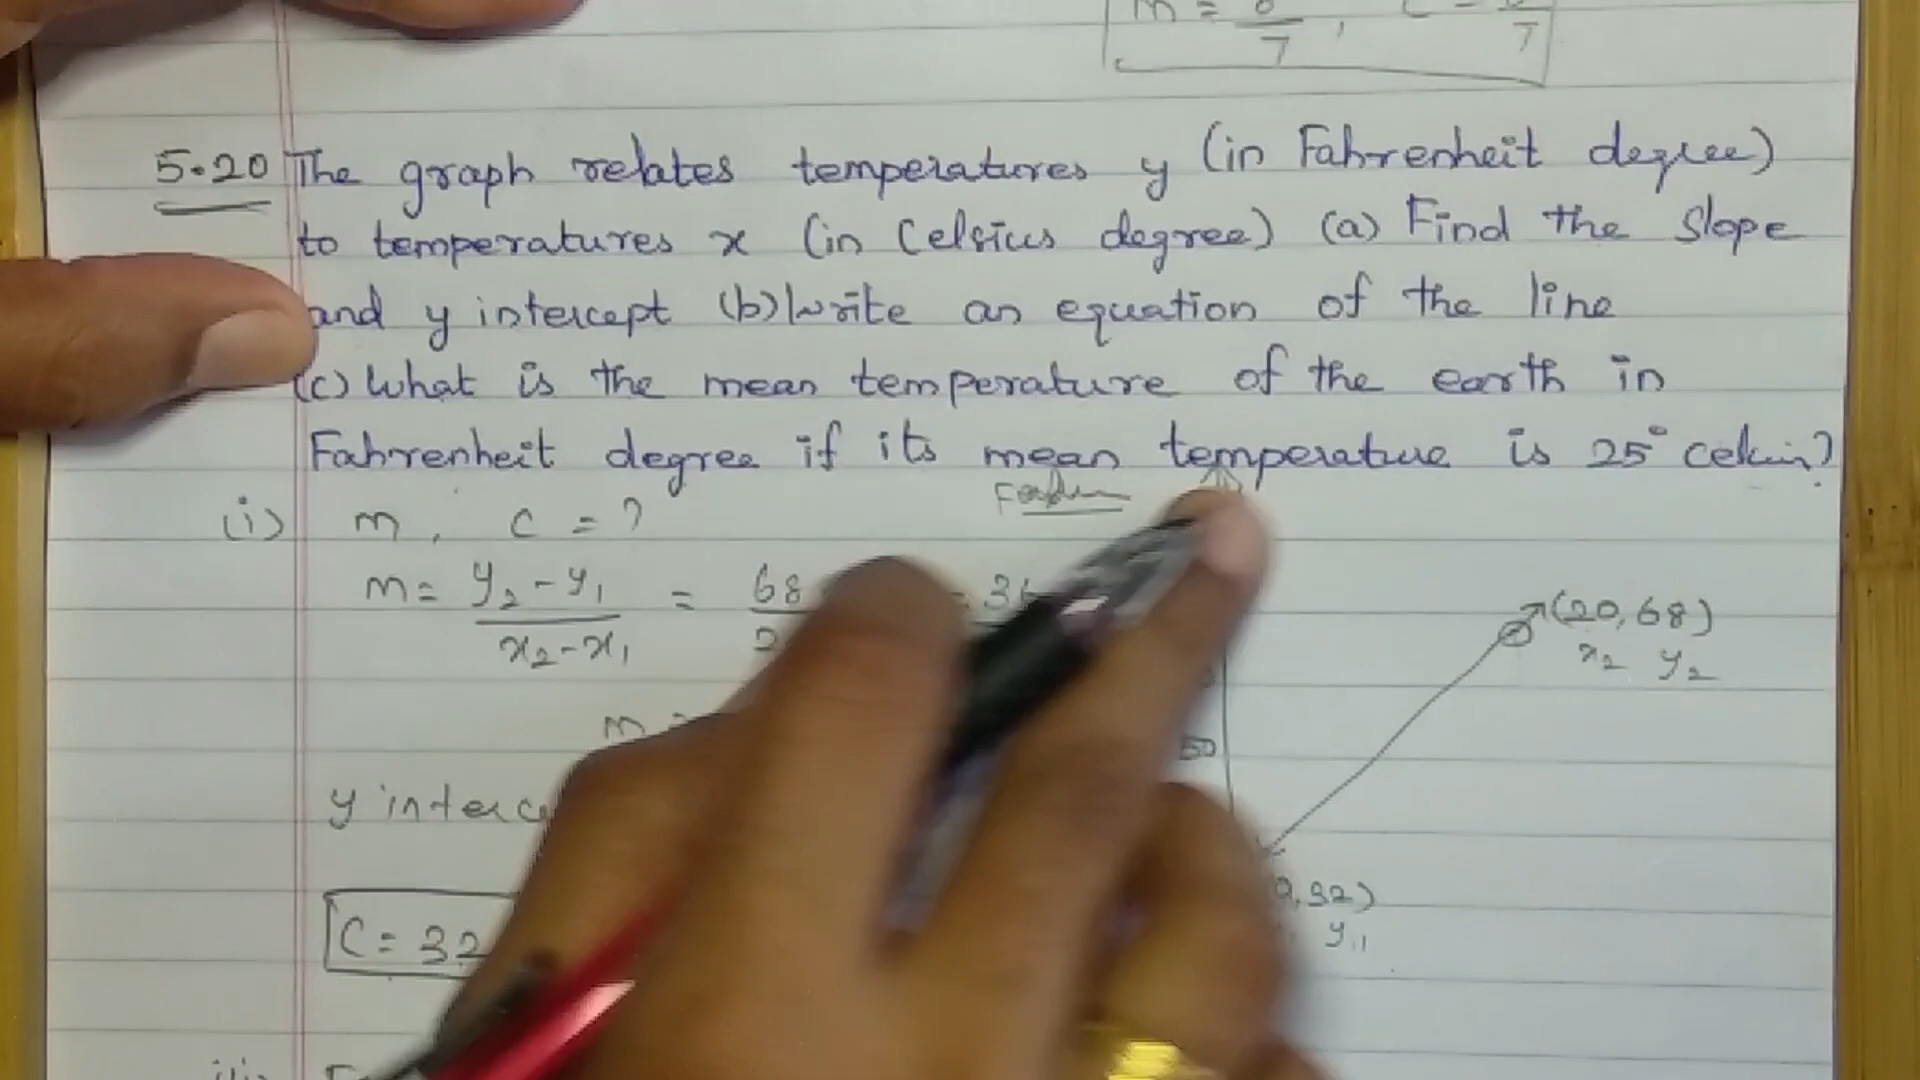 m =
7 , 7
5.20 The graph relates temperatures y (in Fahrenheit degree)
to temperatures x (in Celsius degree) (a) Find the Slope
and y intercept (b) Write an equation of the line
(c) What is the mean temperature of the earth in
Fahrenheit degree if its mean temperature is 25°
(i) m, c = ?
m = y₂ - y₁ / x₂ - x₁ = 68
(20, 68)
x₂ y₂
m =
50
y interce
,32)
y₁
C = 32